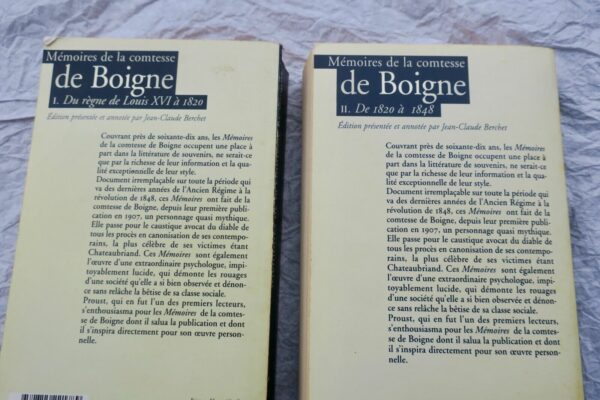 Mémoires de la comtesse
de Boigne
I. Du règne de Louis XVI à 1820
Edition présentée et annotée par Jean-Claude Berchet
Couvrant près de soixante-dix ans, les Mémoires
de la comtesse de Boigne occupent une place à
part dans la littérature de souvenirs, ne serait-ce
que par la richesse de leur information et la qua-
lité exceptionnelle de leur style.
Document irremplaçable sur toute la période qui
va des dernières années de l'Ancien Régime à la
révolution de 1848, ces Mémoires ont fait de la
comtesse de Boigne, depuis leur première publi-
cation en 1907, un personnage quasi mythique.
Elle passe pour le caustique avocat du diable de
tous les procès en canonisation de ses contempo-
rains, la plus célèbre de ses victimes étant
Chateaubriand. Ces Mémoires sont également
l'œuvre d'une extraordinaire psychologue, impi-
toyablement lucide, qui démonte les rouages
d'une société qu'elle a si bien observée et dénon-
ce sans relâche la bêtise de sa classe sociale.
Proust, qui en fut l'un des premiers lecteurs,
s'enthousiasma pour les Mémoires de la comtes-
se de Boigne dont il salua la publication et dont
il s'inspira directement pour son œuvre person-
nelle.
Mémoires de la comtesse
de Boigne
II. De 1820 à 1848
Édition présentée et annotée par Jean-Claude Berchet
Couvrant près de soixante-dix ans, les Mémoires
de la comtesse de Boigne occupent une place à
part dans la littérature de souvenirs, ne serait-ce
que par la richesse de leur information et la qua-
lité exceptionnelle de leur style.
Document irremplaçable sur toute la période qui
va des dernières années de l'Ancien Régime à la
révolution de 1848, ces Mémoires ont fait de la
comtesse de Boigne, depuis leur première publi-
cation en 1907, un personnage quasi mythique.
Elle passe pour le caustique avocat du diable de
tous les procès en canonisation de ses contempo-
rains, la plus célèbre de ses victimes étant
Chateaubriand. Ces Mémoires sont également
l'œuvre d'une extraordinaire psychologue, impi-
toyablement lucide, qui démonte les rouages
d'une société qu'elle a si bien observée et dénon-
ce sans relâche la bêtise de sa classe sociale.
Proust, qui en fut l'un des premiers lecteurs,
s'enthousiasma pour les Mémoires de la comtes-
se de Boigne dont il salua la publication et dont
il s'inspira directement pour son œuvre person-
nelle.